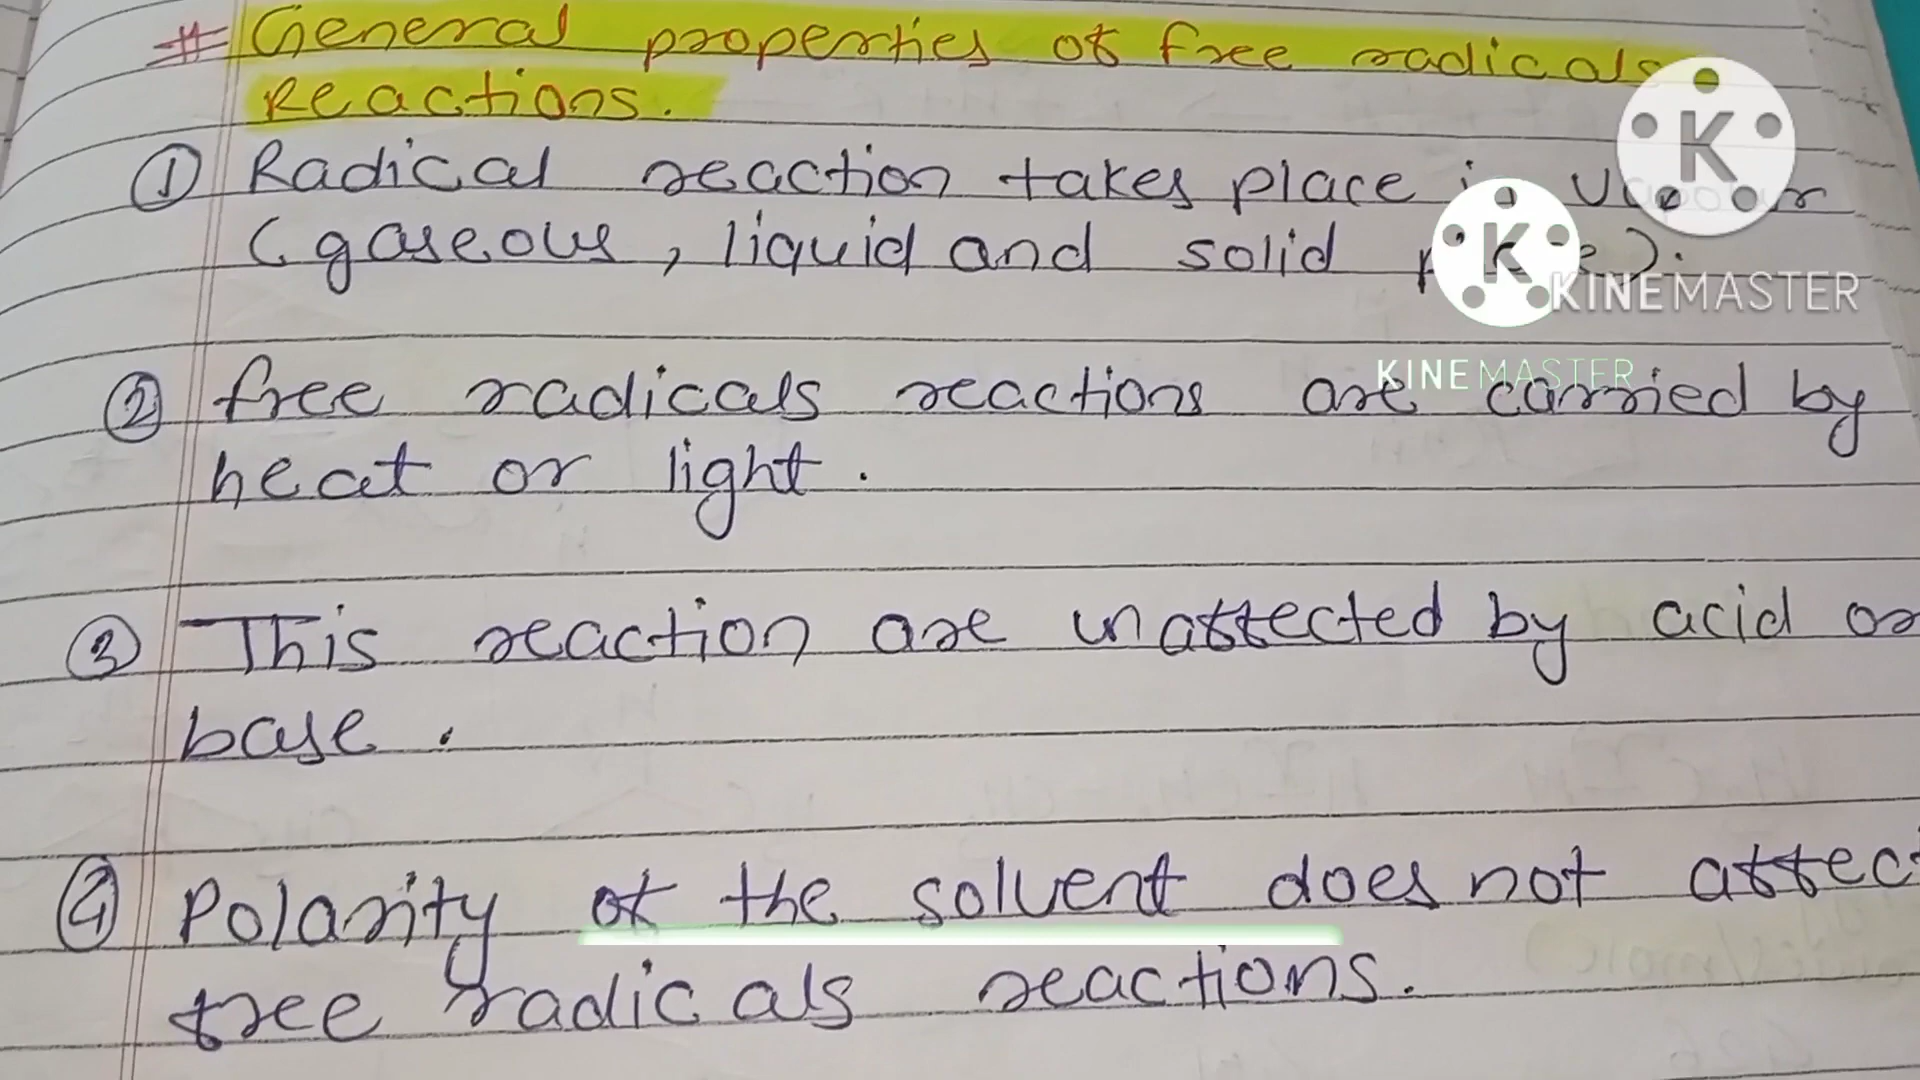 # General properties of free radicals
Reactions.
① Radical reaction takes place in vapour
(gaseous, liquid and solid
② free radicals reactions are carried by
heat or light.
③ This reaction are unaffected by acid or
base.
④ Polarity of the solvent does not affect
free radicals reactions.
K
K
KINEMASTER
KINEMASTER